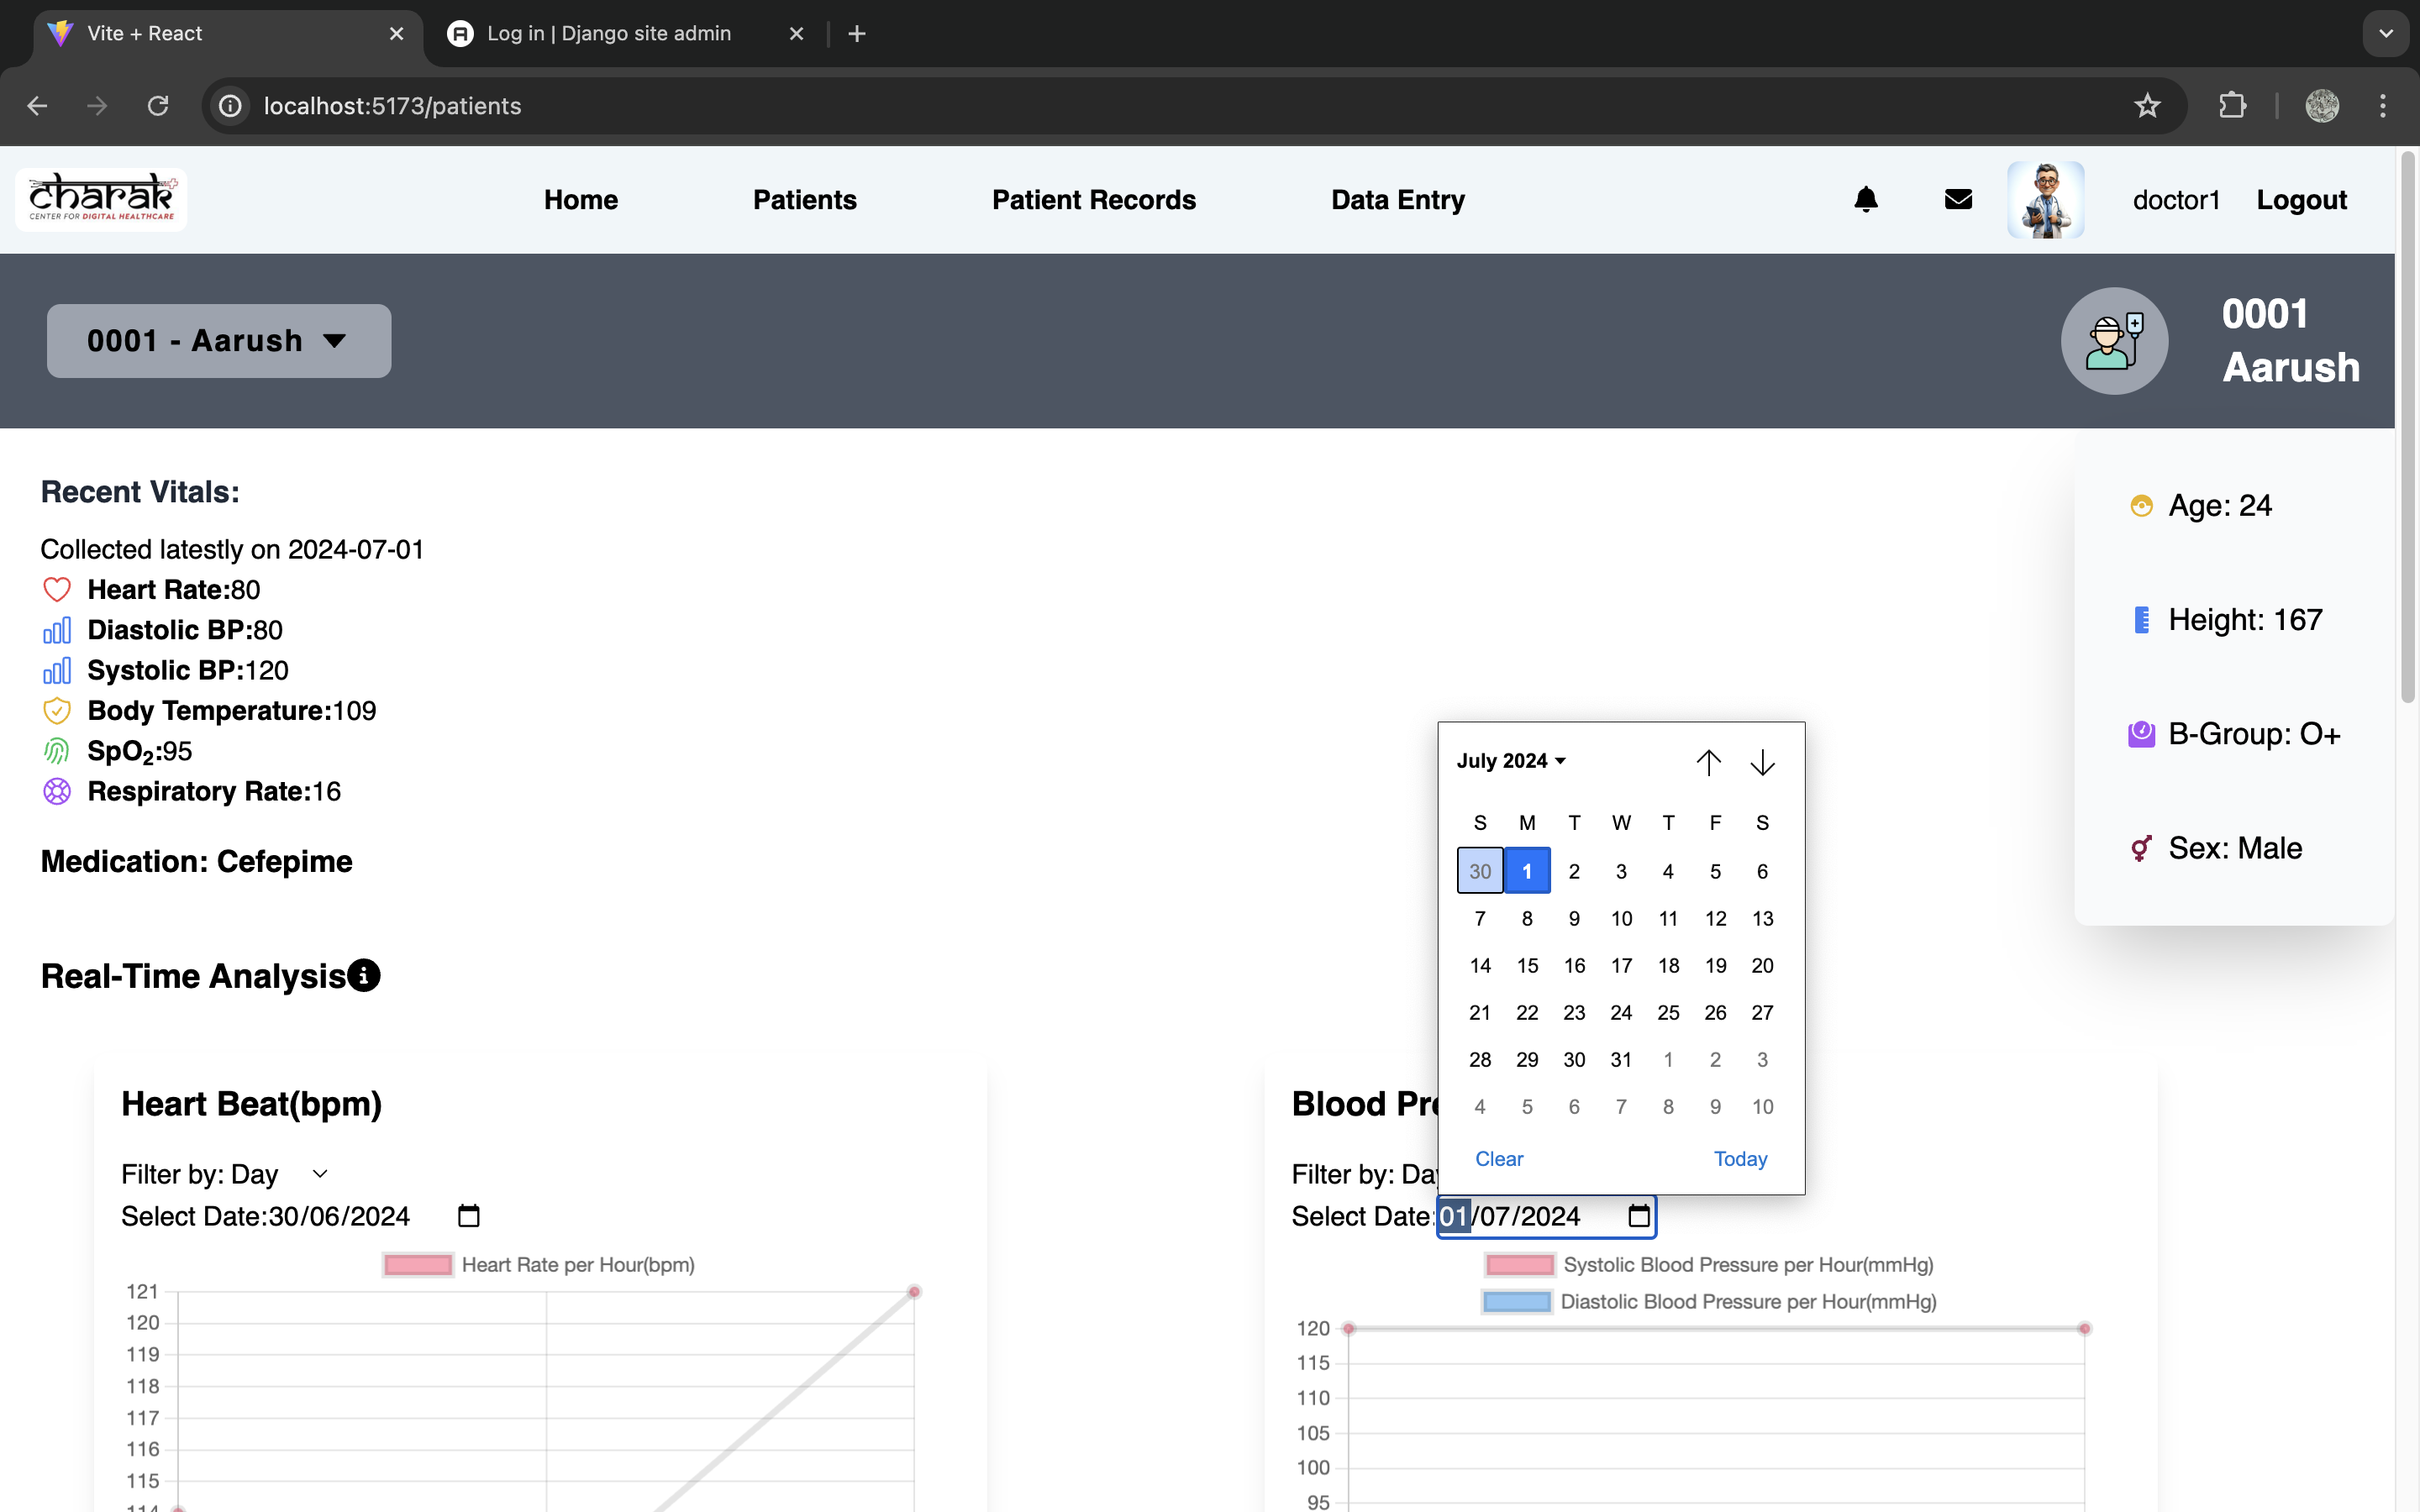 Vite + React
Log in | Django site admin
localhost:5173/patients
charak
CENTER FOR DIGITAL HEALTHCARE
Home
Patients
Patient Records
Data Entry
doctor1
Logout
0001 - Aarush
0001
Aarush
Recent Vitals:
Collected latestly on 2024-07-01
Heart Rate:80
Diastolic BP:80
Systolic BP:120
Body Temperature:109
SpO₂:95
Respiratory Rate:16
Medication: Cefepime
Age: 24
Height: 167
B-Group: O+
Sex: Male
Real-Time Analysis
July 2024
S M T W T F S
30 1 2 3 4 5 6
7 8 9 10 11 12 13
14 15 16 17 18 19 20
21 22 23 24 25 26 27
28 29 30 31 1 2 3
4 5 6 7 8 9 10
Clear
Today
Heart Beat(bpm)
Filter by: Day
Select Date:30/06/2024
Heart Rate per Hour(bpm)
121
120
119
118
117
116
115
114
Blood Pre
Filter by: Day
Select Date:01/07/2024
Systolic Blood Pressure per Hour(mmHg)
Diastolic Blood Pressure per Hour(mmHg)
120
115
110
105
100
95